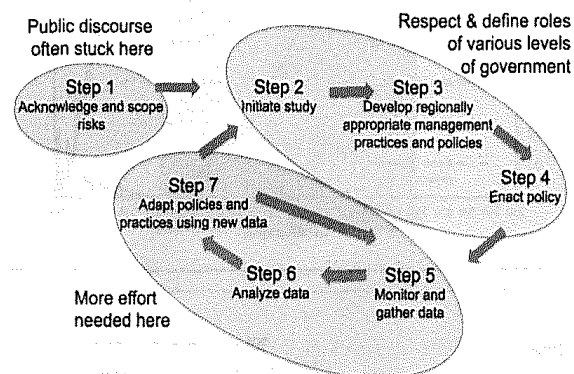 Public discourse
often stuck here
Respect & define roles
of various levels
of government
Step 1
Acknowledge and scope
risks
Step 2
Initiate study
Step 3
Develop regionally
appropriate management
practices and policies
Step 4
Enact policy
Step 5
Monitor and
gather data
Step 6
Analyze data
Step 7
Adapt policies and
practices using new data
More effort
needed here